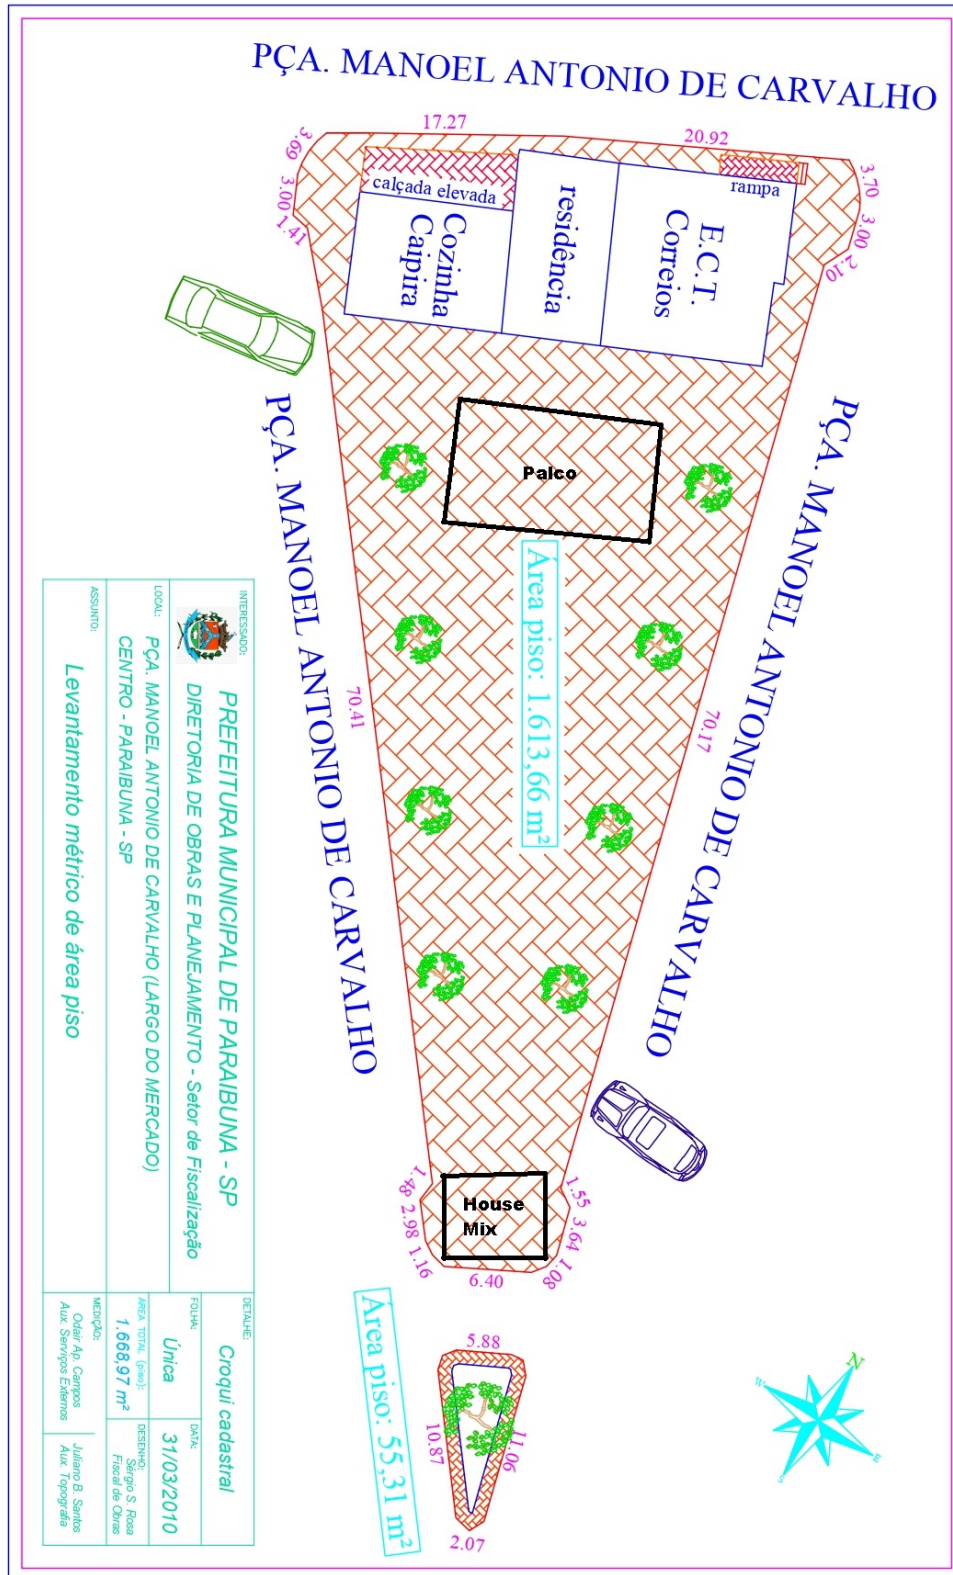 PÇA. MANOEL ANTONIO DE CARVALHO
17.27
20.92
3.69
3.00
1.41
3.70
3.00
2.10
calçada elevada
rampa
Cozinha
Caipira
residência
E.C.T.
Correios
PÇA. MANOEL ANTONIO DE CARVALHO
PÇA. MANOEL ANTONIO DE CARVALHO
Palco
Área piso: 1.613,66 m²
70.41
70.17
House
Mix
1.48
2.98
1.16
6.40
1.08
3.64
1.55
Área piso: 55,31 m²
5.88
10.87
11.06
2.07
N
W
E
S
INTERESSADO:
PREFEITURA MUNICIPAL DE PARAIBUNA - SP
DIRETORIA DE OBRAS E PLANEJAMENTO - Setor de Fiscalização
LOCAL:
PÇA. MANOEL ANTONIO DE CARVALHO (LARGO DO MERCADO)
CENTRO - PARAIBUNA - SP
ASSUNTO:
Levantamento métrico de área piso
DETALHE:
Croqui cadastral
FOLHA:
Única
DATA:
31/03/2010
ÁREA TOTAL (piso):
1.668,97 m²
DESENHO:
Sérgio S. Rosa
Fiscal de Obras
MEDIÇÃO:
Odair Ap. Campos
Aux. Serviços Externos
Juliano B. Santos
Aux. Topografia